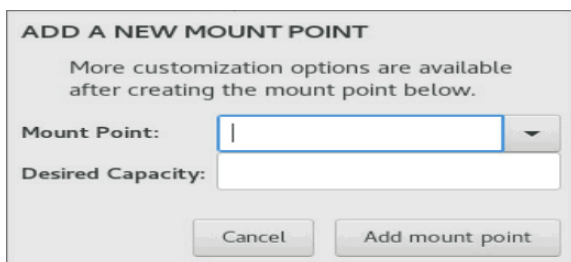 ADD A NEW MOUNT POINT
More customization options are available
after creating the mount point below.
Mount Point:
Desired Capacity:
Cancel Add mount point